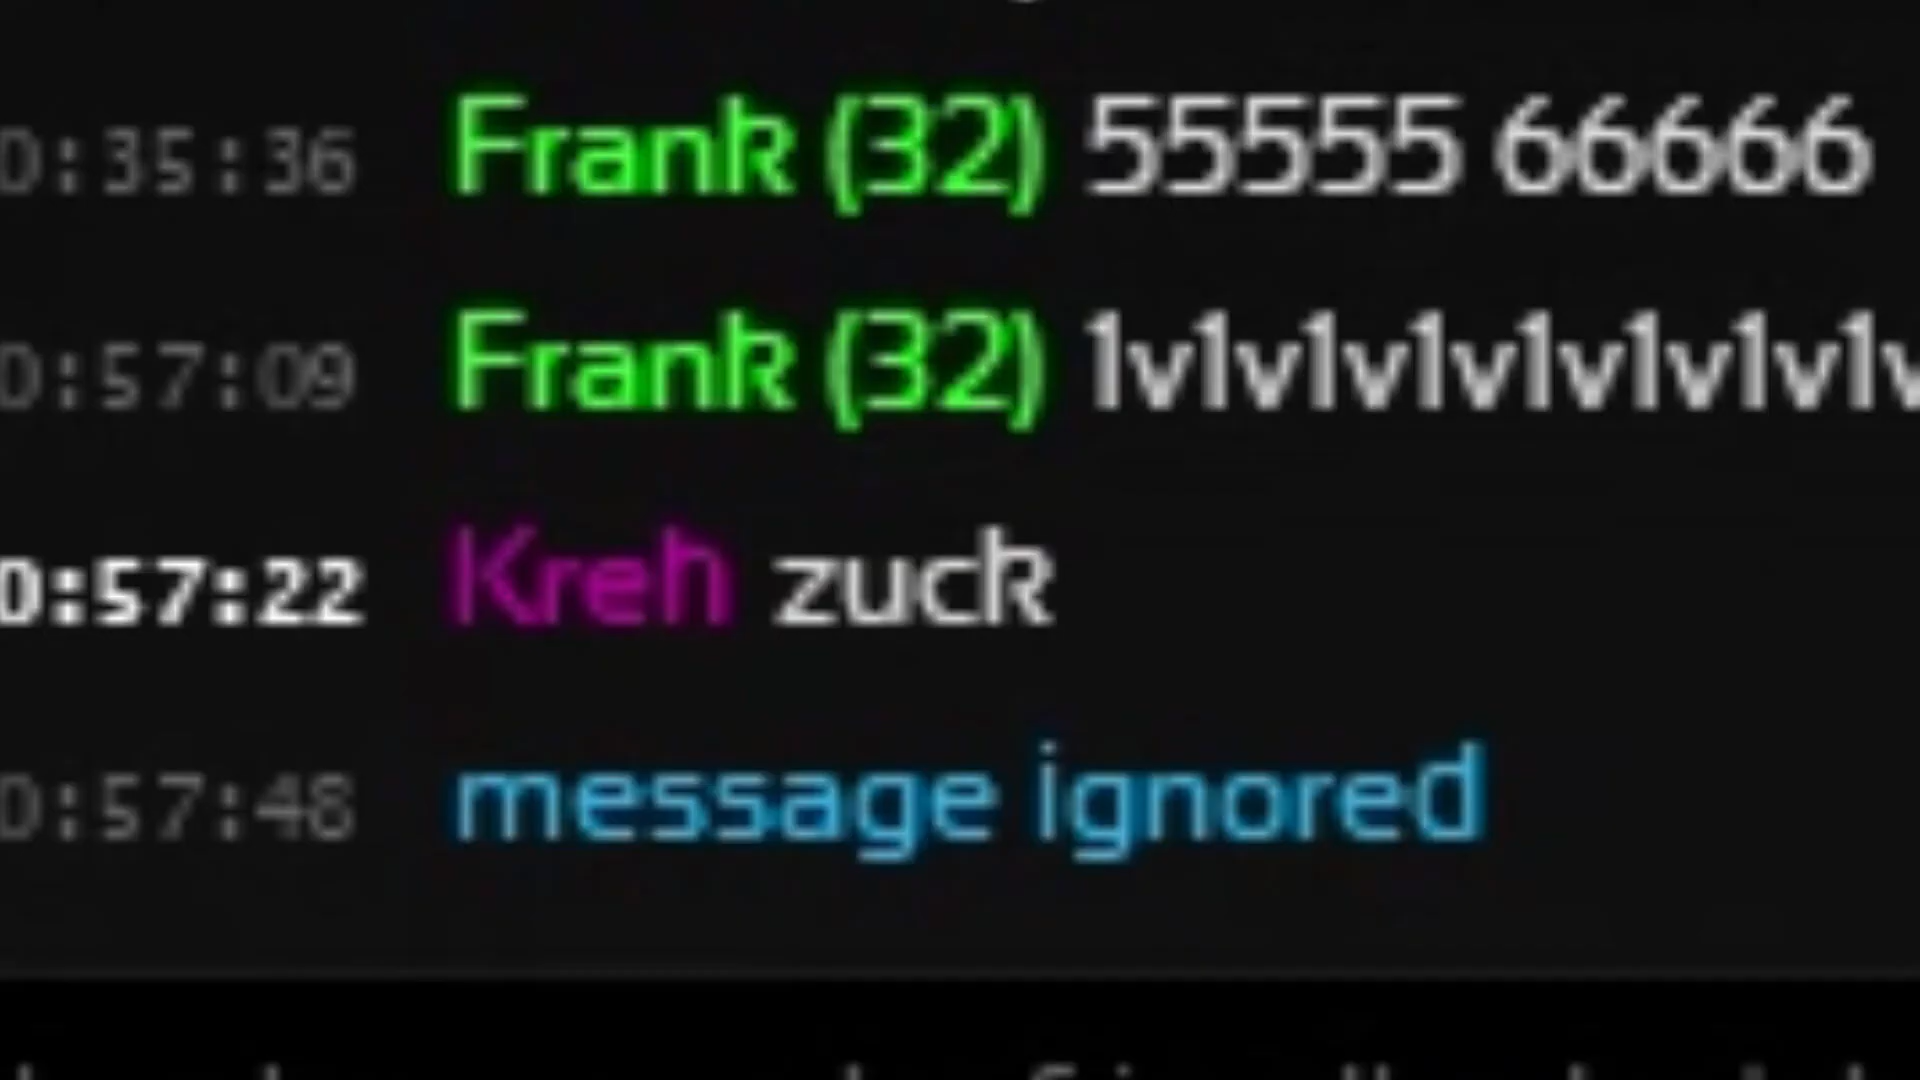 0:35:36 Frank (32) 55555 66666
0:57:09 Frank (32) 1v1v1v1v1v1v1v1v
0:57:22 Kreh zuck
0:57:48 message ignored